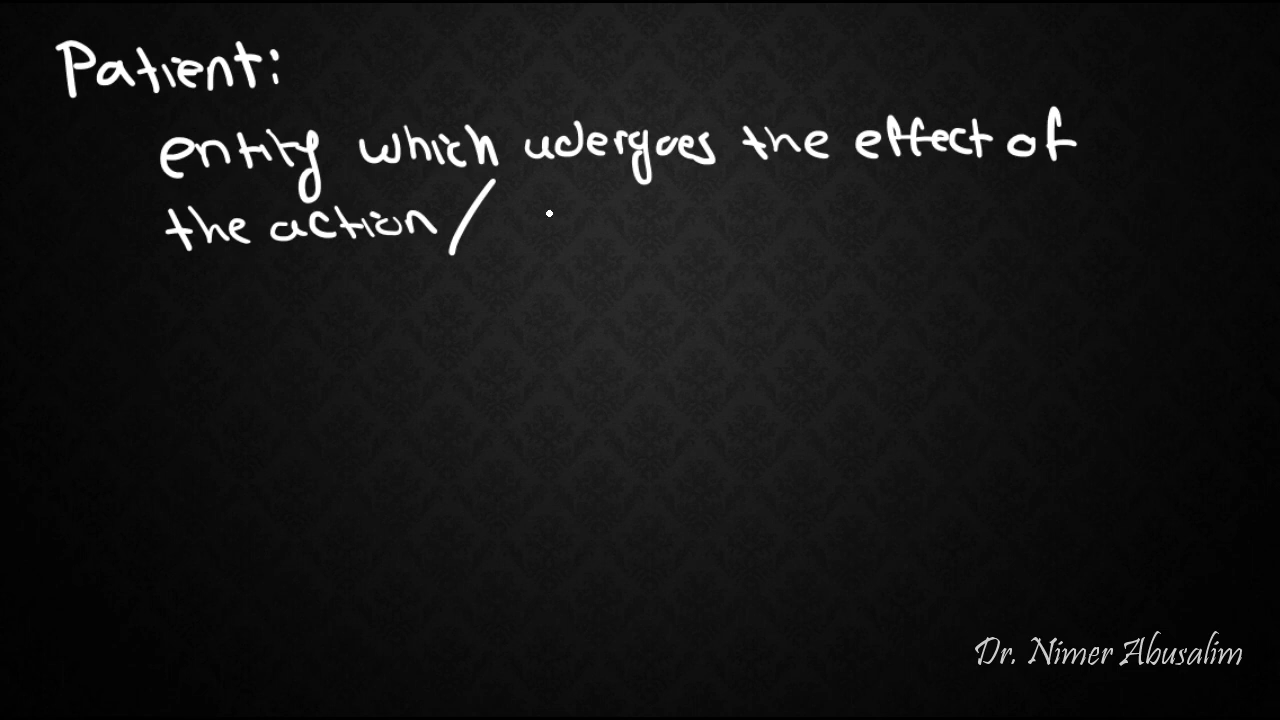 Patient:
entity which udergoes the effect of
the action /
Dr. Nimer Abusalim